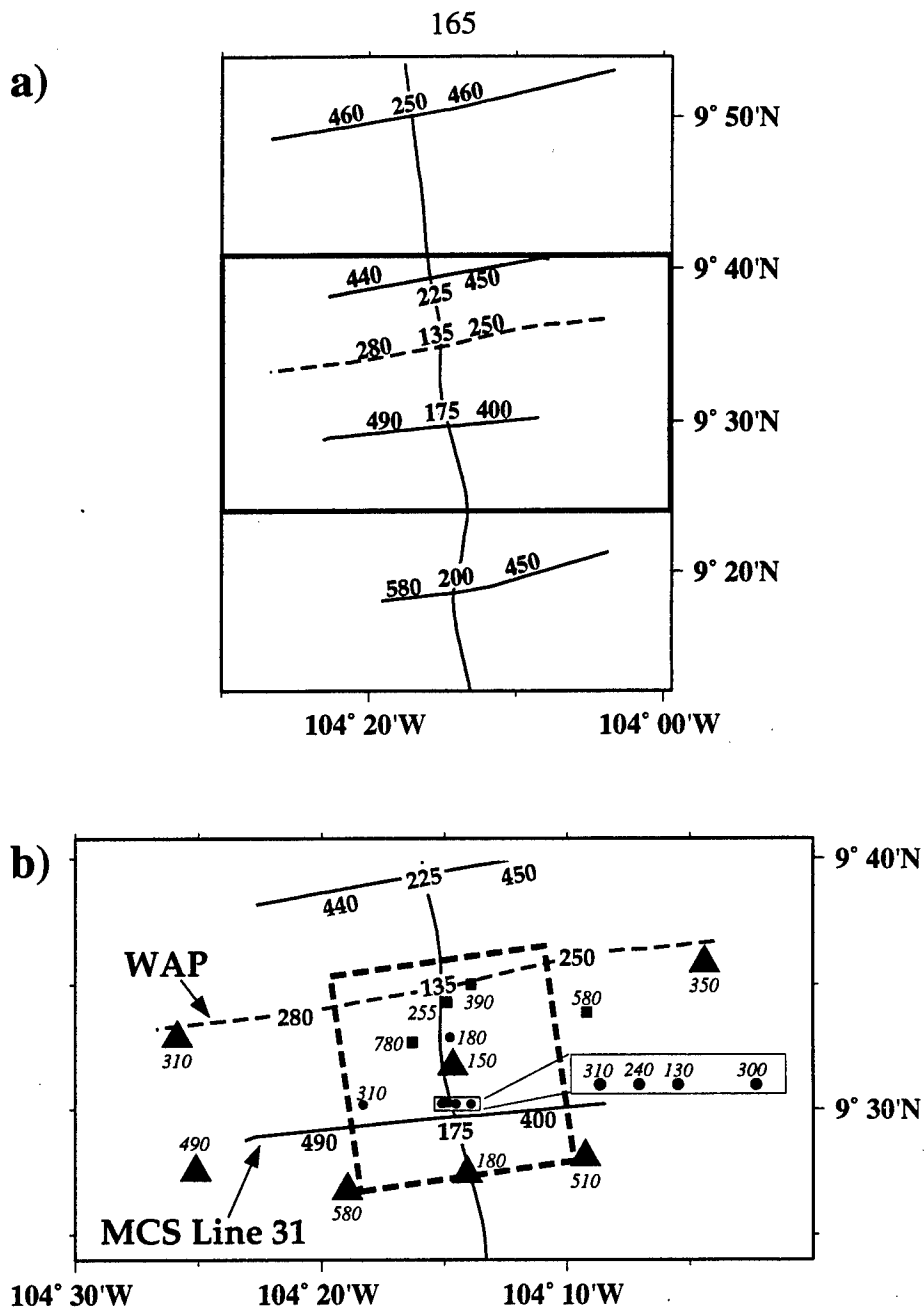 165
a)
460 250 460
9° 50'N
440 225 450
9° 40'N
280 135 250
490 175 400
9° 30'N
580 200 450
9° 20'N
104° 20'W 104° 00'W
b)
9° 40'N
440 225 450
WAP
280 135 250
350
255 390 580
310 780 180
150
310 310 240 130 300
9° 30'N
490 175 400
490 180 510
580
MCS Line 31
104° 30'W 104° 20'W 104° 10'W